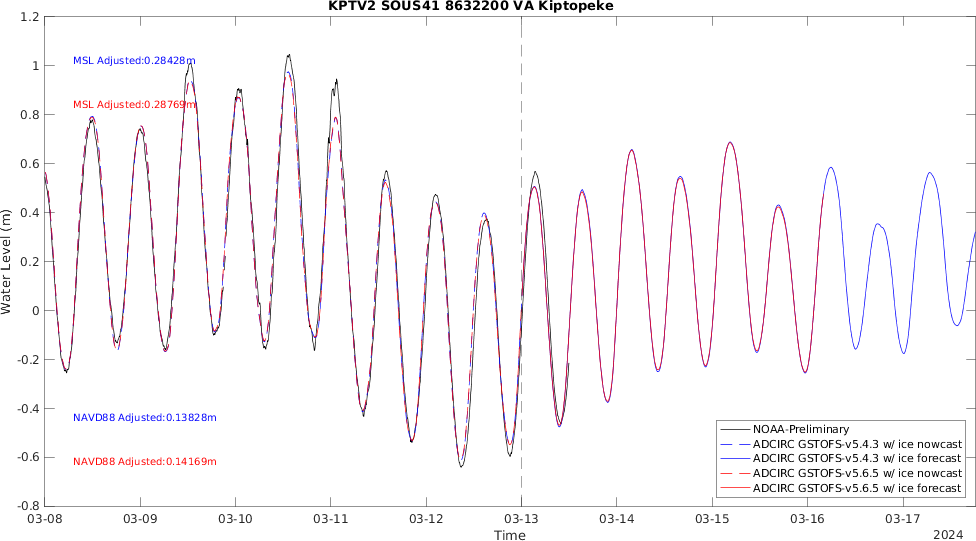 KPTV2 SOUS41 8632200 VA Kiptopeke
1.2
1
0.8
0.6
0.4
0.2
0
-0.2
-0.4
-0.6
-0.8
Water Level (m)
MSL Adjusted:0.28428m
MSL Adjusted:0.28769m
NAVD88 Adjusted:0.13828m
NAVD88 Adjusted:0.14169m
NOAA-Preliminary
ADCIRC GSTOFS-v5.4.3 w/ ice nowcast
ADCIRC GSTOFS-v5.4.3 w/ ice forecast
ADCIRC GSTOFS-v5.6.5 w/ ice nowcast
ADCIRC GSTOFS-v5.6.5 w/ ice forecast
03-08 03-09 03-10 03-11 03-12 03-13 03-14 03-15 03-16 03-17
Time
2024